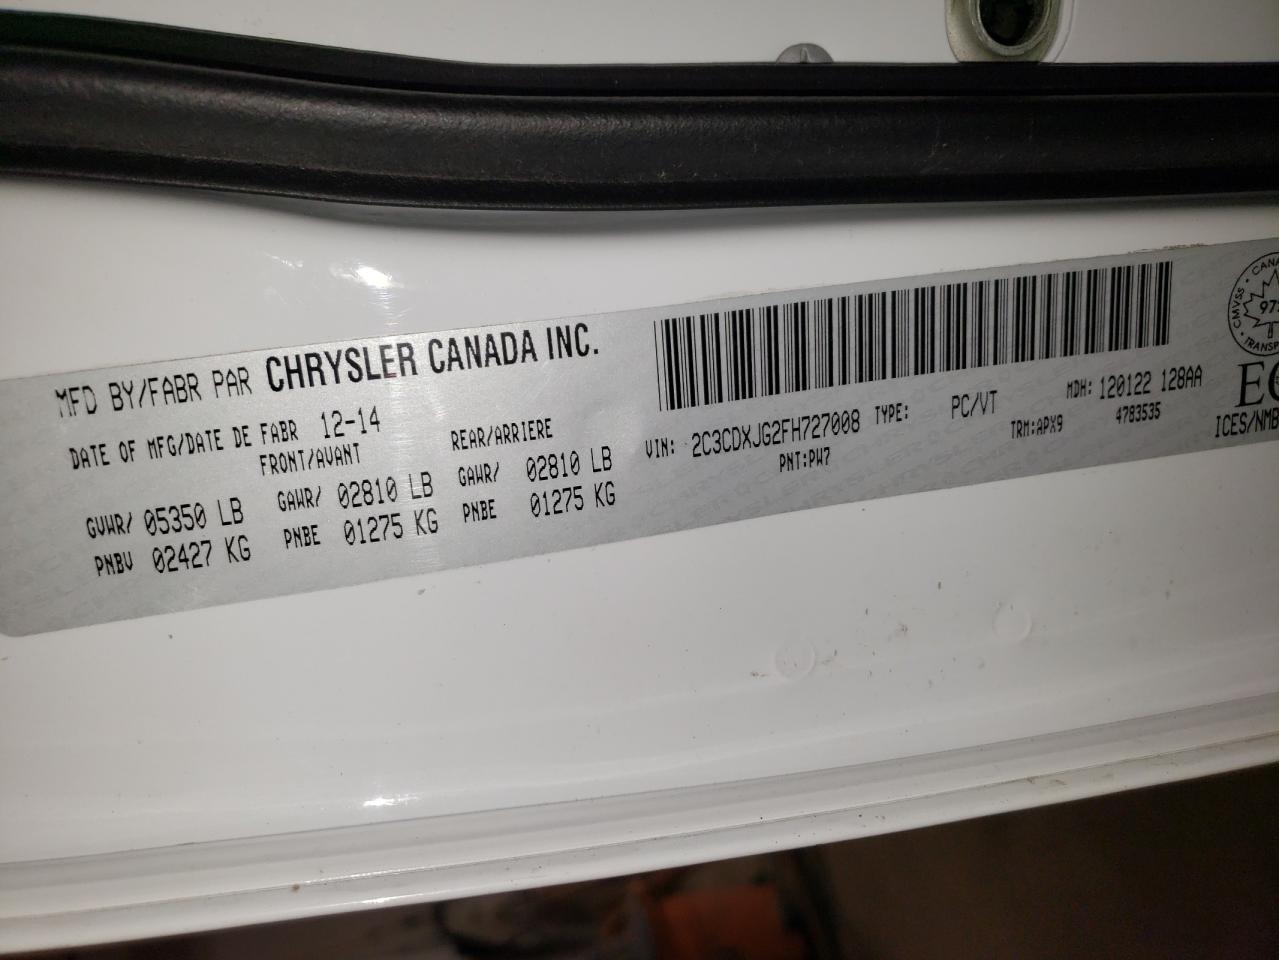 MFD BY/FABR PAR CHRYSLER CANADA INC.
DATE OF MFG/DATE DE FABR 12-14
FRONT/AVANT REAR/ARRIERE
GVWR/ 05350 LB GAWR/ 02810 LB GAWR/ 02810 LB
PNBV 02427 KG PNBE 01275 KG PNBE 01275 KG
VIN: 2C3CDXJG2FH727008 TYPE: PC/VT MDH: 120122 128AA
PNT:PW7 TRM:APX9 4783535
CMVSS
ICES/NMB